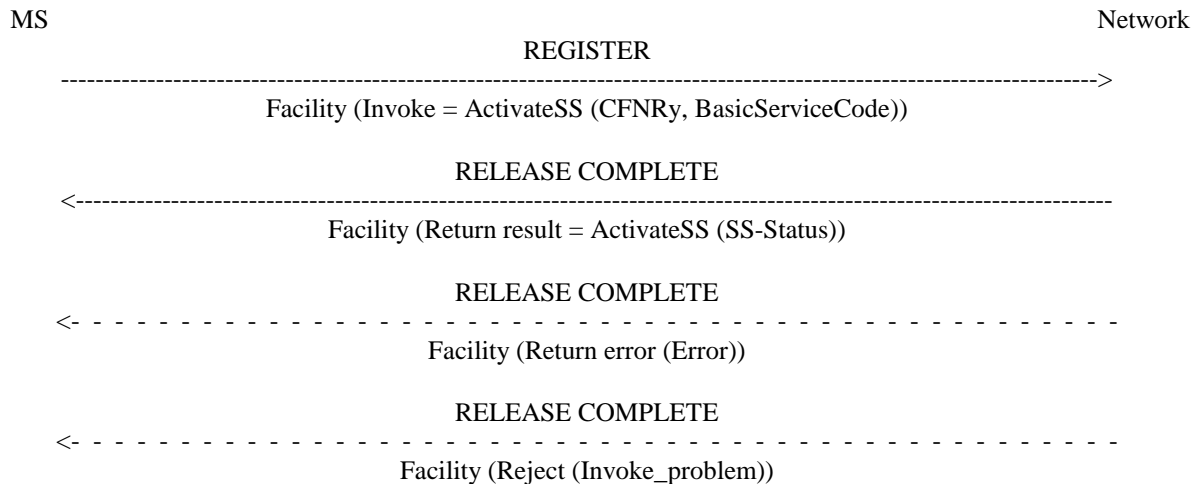 MS Network
REGISTER
Facility (Invoke = ActivateSS (CFNRy, BasicServiceCode))
RELEASE COMPLETE
Facility (Return result = ActivateSS (SS-Status))
RELEASE COMPLETE
Facility (Return error (Error))
RELEASE COMPLETE
Facility (Reject (Invoke_problem))